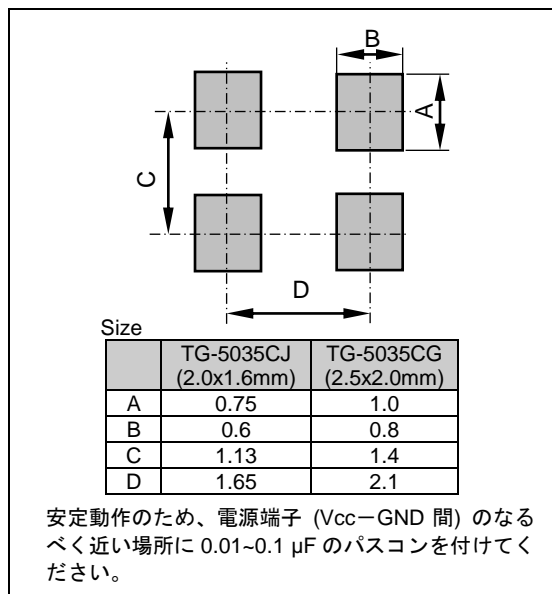 B
A
C
D
Size
TG-5035CJ TG-5035CG
(2.0x1.6mm) (2.5x2.0mm)
A 0.75 1.0
B 0.6 0.8
C 1.13 1.4
D 1.65 2.1
安定動作のため、電源端子 (Vcc－GND 間) のなる
べく近い場所に 0.01~0.1 µF のパスコンを付けてく
ださい。